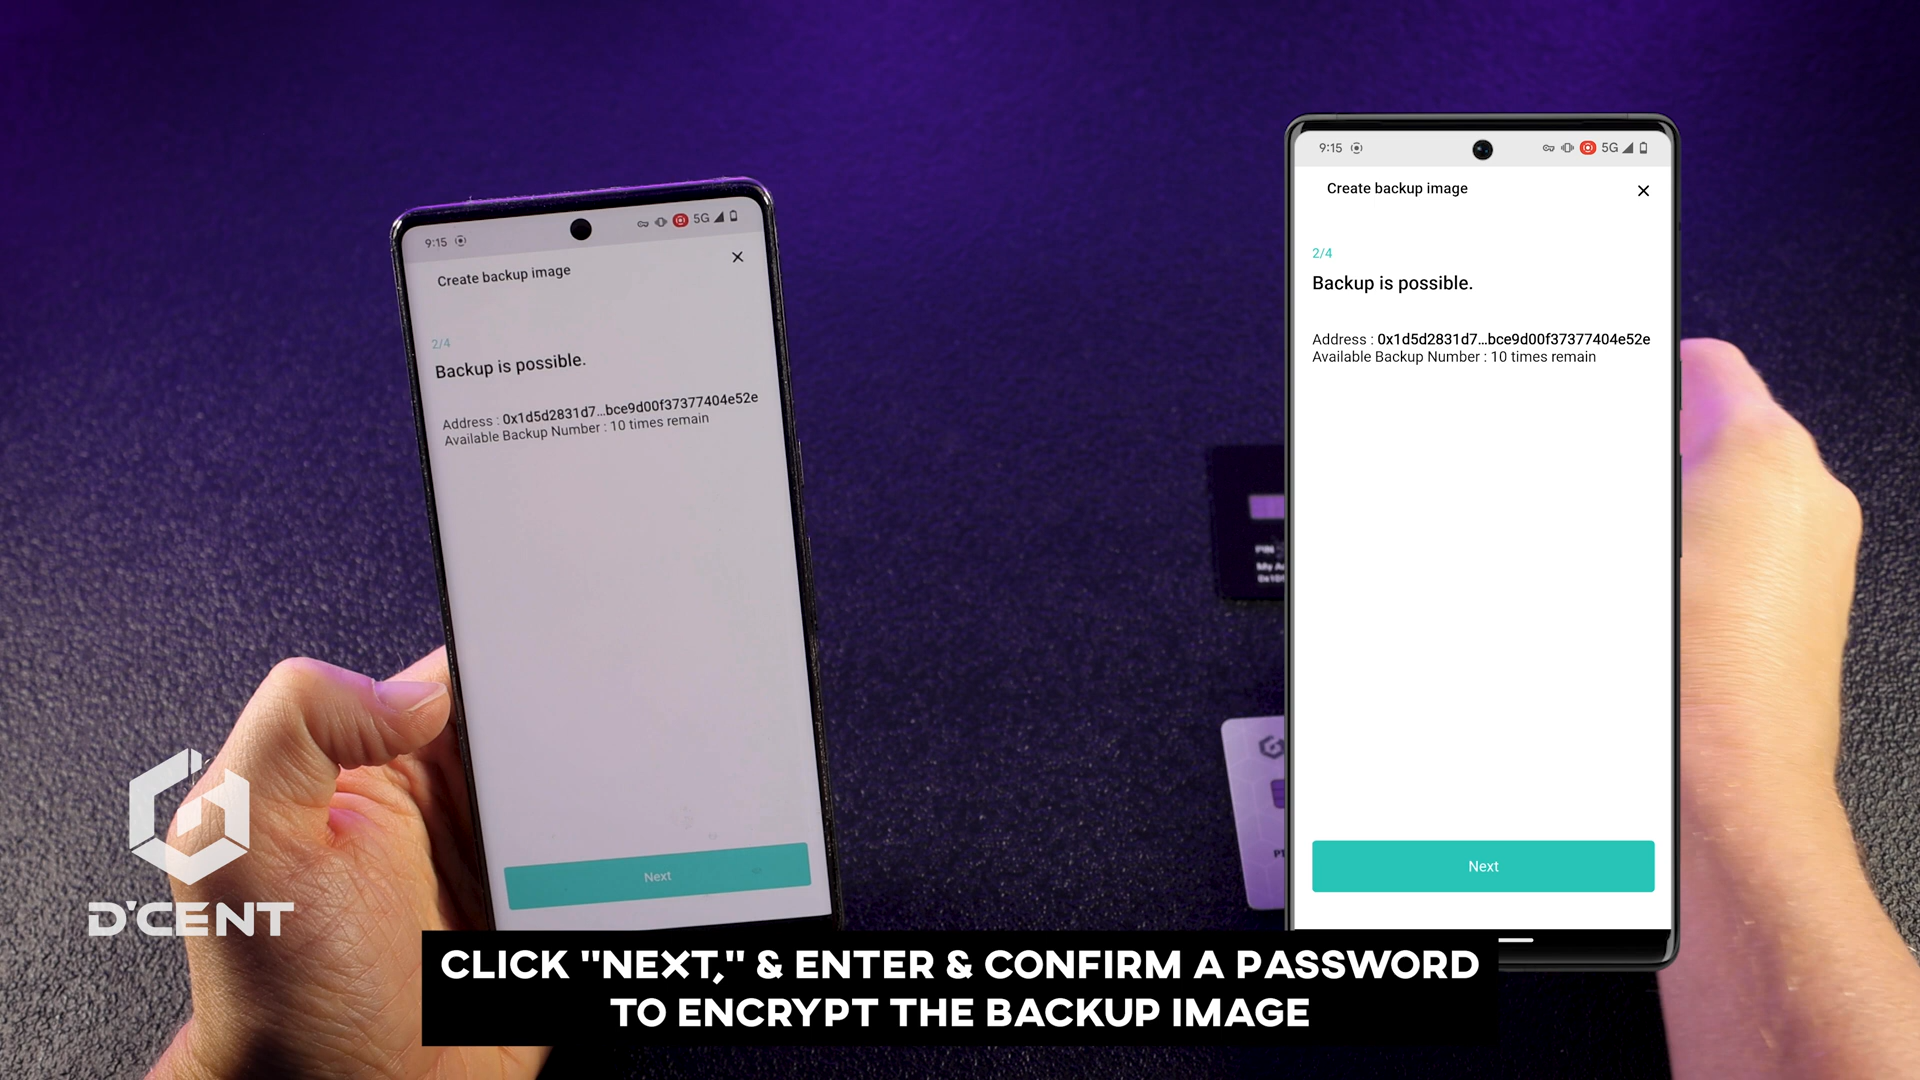 9:15
5G
Create backup image
2/4
Backup is possible.
Address : 0x1d5d2831d7...bce9d00f37377404e52e
Available Backup Number : 10 times remain
Next
9:15
5G
Create backup image
2/4
Backup is possible.
Address : 0x1d5d2831d7...bce9d00f37377404e52e
Available Backup Number : 10 times remain
Next
PIN
D'CENT
CLICK "NEXT," & ENTER & CONFIRM A PASSWORD
TO ENCRYPT THE BACKUP IMAGE